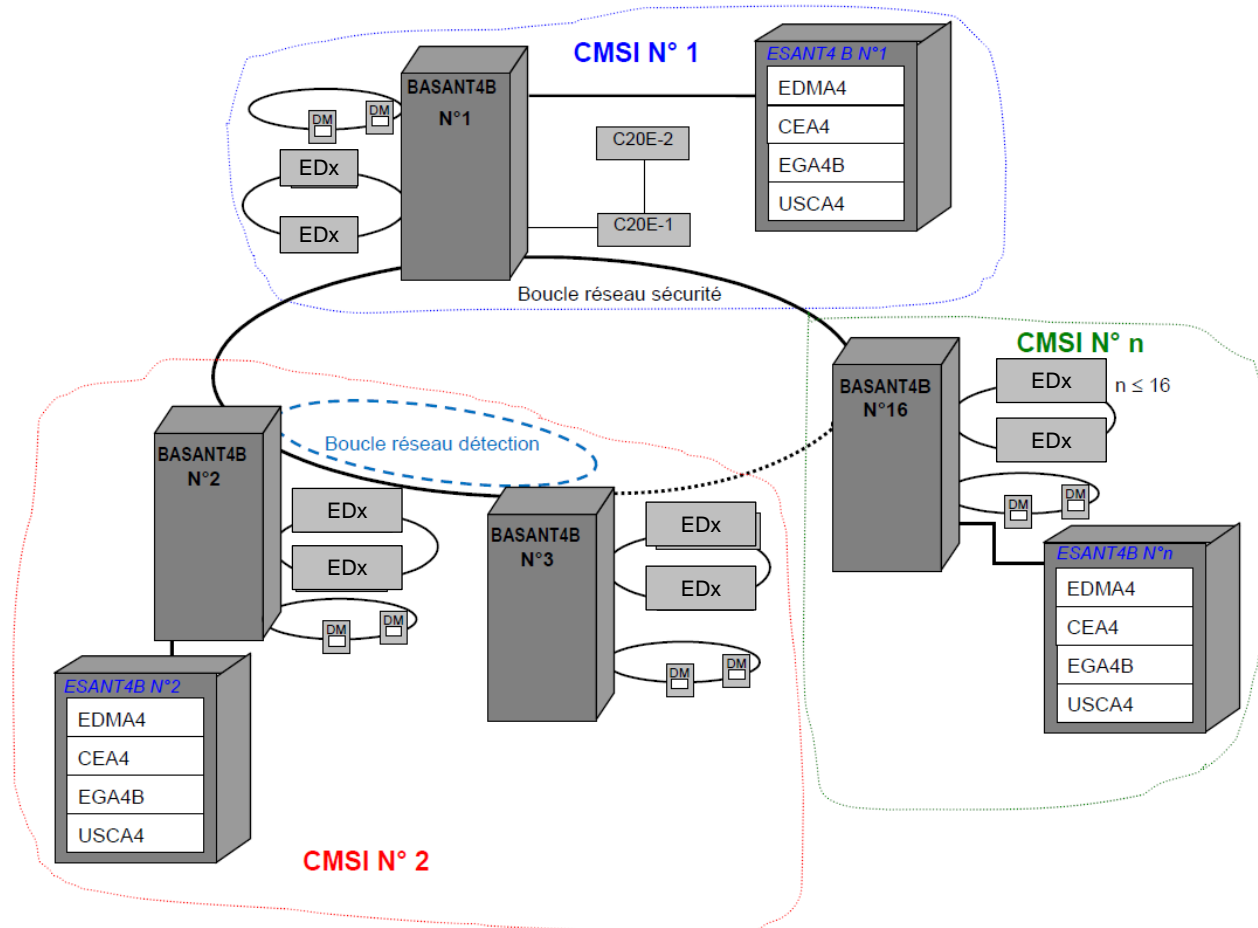 CMSI N° 1
BASANT4B
N°1
DM
DM
EDx
EDx
C20E-2
C20E-1
ESANT4 B N°1
EDMA4
CEA4
EGA4B
USCA4
Boucle réseau sécurité
CMSI N° n
BASANT4B
N°16
EDx
n ≤ 16
EDx
DM
DM
ESANT4B N°n
EDMA4
CEA4
EGA4B
USCA4
Boucle réseau détection
BASANT4B
N°2
EDx
EDx
DM
DM
BASANT4B
N°3
EDx
EDx
DM
DM
ESANT4B N°2
EDMA4
CEA4
EGA4B
USCA4
CMSI N° 2